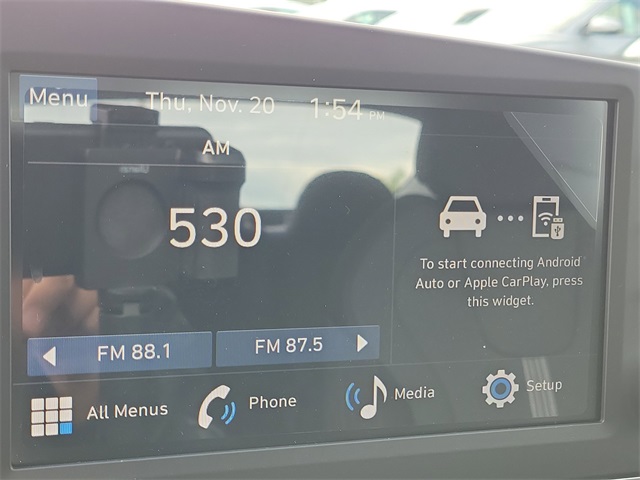 Menu
Thu, Nov. 20
1:54 PM
AM
530
To start connecting Android
Auto or Apple CarPlay, press
this widget.
FM 88.1
FM 87.5
All Menus
Phone
Media
Setup